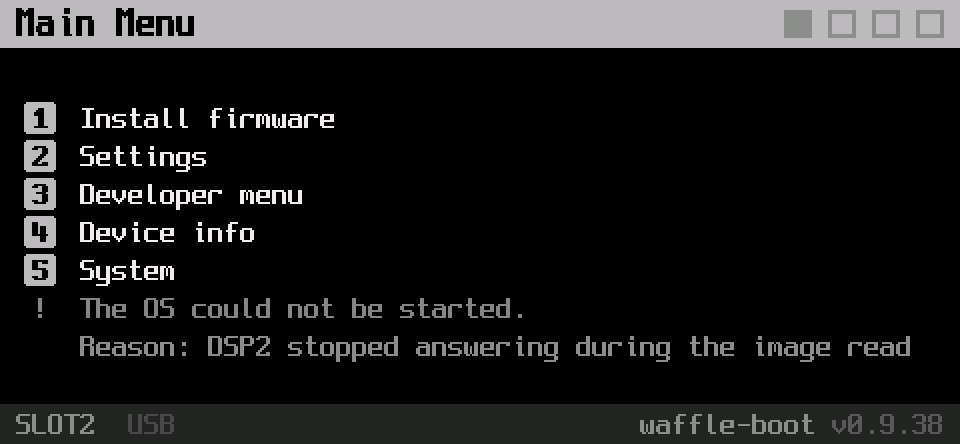 Main Menu
1 Install firmware
2 Settings
3 Developer menu
4 Device info
5 System
! The OS could not be started.
Reason: DSP2 stopped answering during the image read
SLOT2 USB waffle-boot v0.9.38